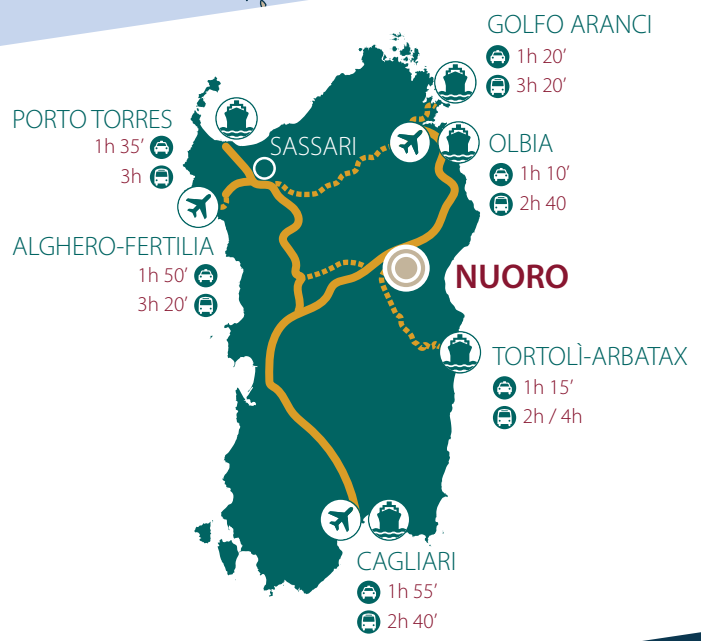 GOLFO ARANCI
1h 20’
3h 20’
PORTO TORRES
1h 35’
3h
SASSARI
OLBIA
1h 10’
2h 40
ALGHERO-FERTILIA
1h 50’
3h 20’
NUORO
TORTOLÌ-ARBATAX
1h 15’
2h / 4h
CAGLIARI
1h 55’
2h 40’